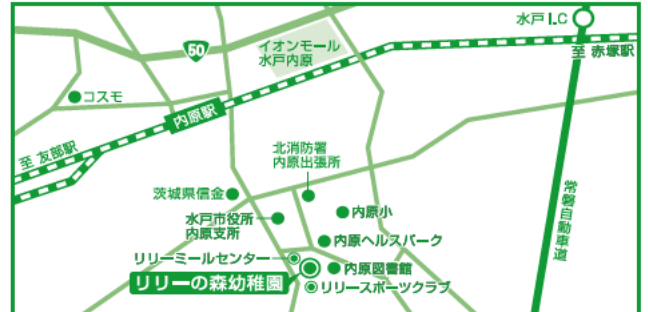 水戸 I.C
至 赤塚駅
50
イオンモール
水戸内原
コスモ
内原駅
至 友部駅
北消防署
内原出張所
茨城県信金
内原小
水戸市役所
内原支所
内原ヘルスパーク
常磐自動車道
リリーミールセンター
内原図書館
リリーの森幼稚園
リリースポーツクラブ